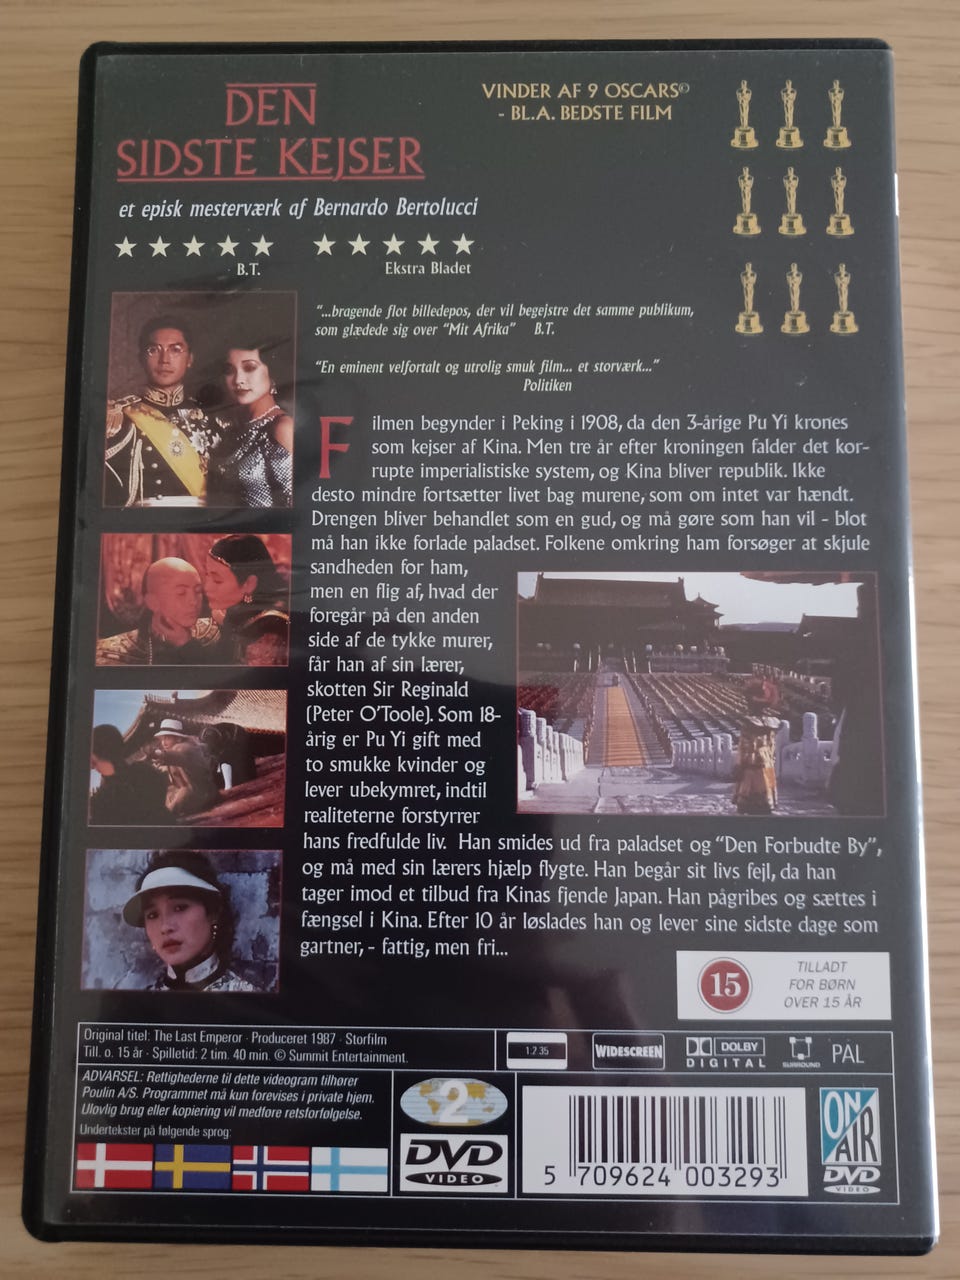 DEN
SIDSTE KEJSER
VINDER AF 9 OSCARS©
- BL.A. BEDSTE FILM
et episk mesterværk af Bernardo Bertolucci
B.T.
Ekstra Bladet
"...bragende flot billedepos, der vil begejstre det samme publikum,
som glædede sig over "Mit Afrika" B.T.
"En eminent velfortalt og utrolig smuk film... et storværk..."
Politiken
Filmen begynder i Peking i 1908, da den 3-årige Pu Yi krones
som kejser af Kina. Men tre år efter kroningen falder det kor-
rupte imperialistiske system, og Kina bliver republik. Ikke
desto mindre fortsætter livet bag murene, som om intet var hændt.
Drengen bliver behandlet som en gud, og må gøre som han vil - blot
må han ikke forlade paladset. Folkene omkring ham forsøger at skjule
sandheden for ham,
men en flig af, hvad der
foregår på den anden
side af de tykke murer,
får han af sin lærer,
skotten Sir Reginald
(Peter O'Toole). Som 18-
årig er Pu Yi gift med
to smukke kvinder og
lever ubekymret, indtil
realiteterne forstyrrer
hans fredfulde liv. Han smides ud fra paladset og "Den Forbudte By",
og må med sin lærers hjælp flygte. Han begår sit livs fejl, da han
tager imod et tilbud fra Kinas fjende Japan. Han pågribes og sættes i
fængsel i Kina. Efter 10 år løslades han og lever sine sidste dage som
gartner, - fattig, men fri...
15
TILLADT
FOR BØRN
OVER 15 ÅR
Original titel: The Last Emperor · Produceret 1987 · Storfilm
Till. o. 15 år · Spilletid: 2 tim. 40 min. © Summit Entertainment.
1:2.35
WIDESCREEN
DOLBY
DIGITAL
SURROUND
PAL
ADVARSEL: Rettighederne til dette videogram tilhører
Poulin A/S. Programmet må kun forevises i private hjem.
Ulovlig brug eller kopiering vil medføre retsforfølgelse.
Undertekster på følgende sprog:
2
DVD
VIDEO
5 709624 003293
ON
AIR
DVD
VIDEO